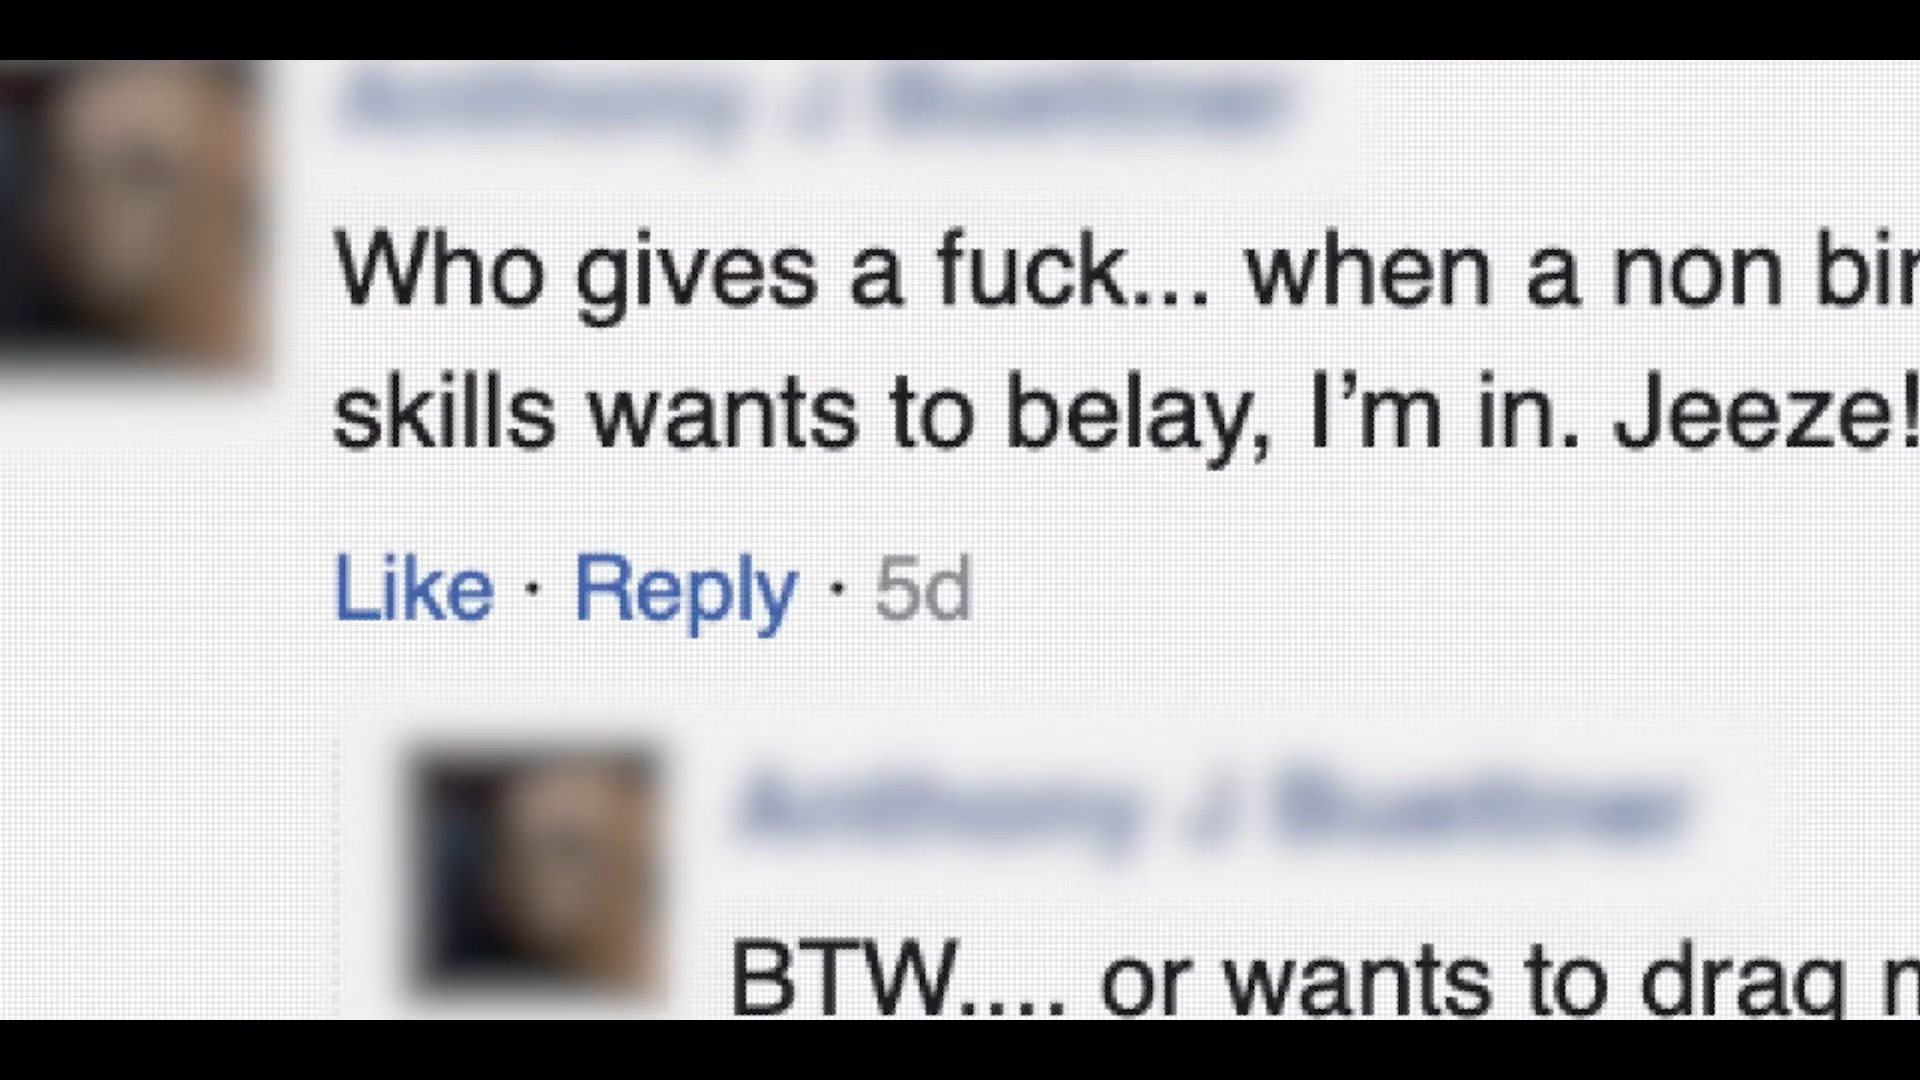 Who gives a fuck... when a non bin
skills wants to belay, I’m in. Jeeze!
Like · Reply · 5d
BTW.... or wants to drag